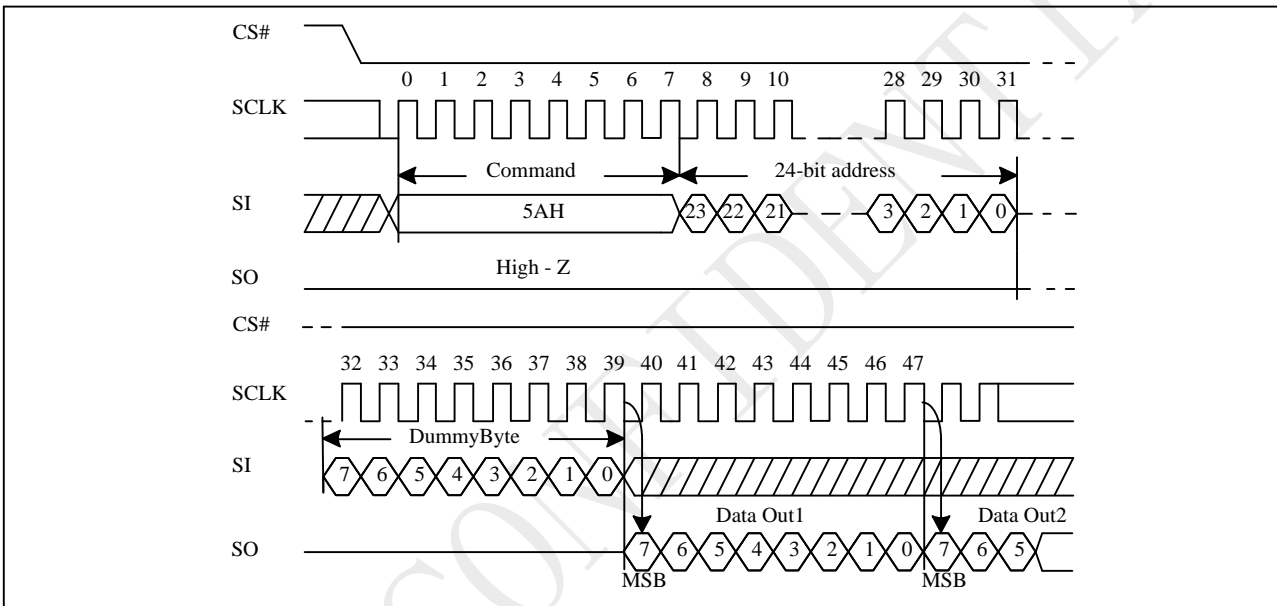 CS#
0 1 2 3 4 5 6 7 8 9 10 28 29 30 31
SCLK
Command 24-bit address
SI 5AH 23 22 21 3 2 1 0
High - Z
SO
CS#
32 33 34 35 36 37 38 39 40 41 42 43 44 45 46 47
SCLK
DummyByte
SI 7 6 5 4 3 2 1 0
Data Out1 Data Out2
SO 7 6 5 4 3 2 1 0 7 6 5
MSB MSB